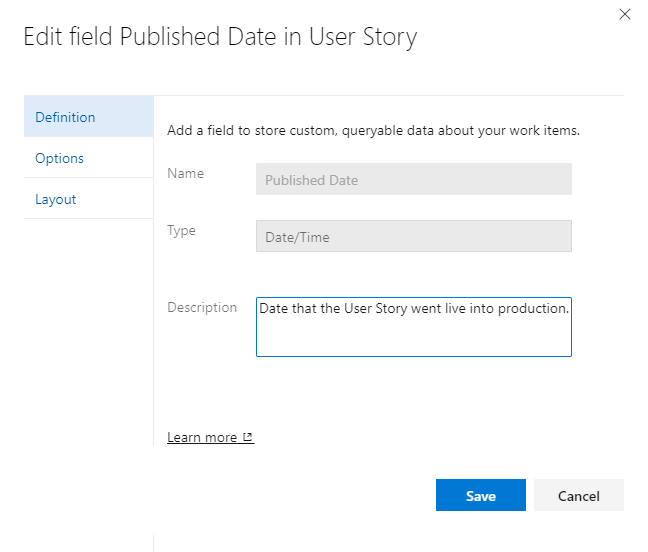 Edit field Published Date in User Story
Definition
Options
Layout
Add a field to store custom, queryable data about your work items.
Name
Published Date
Type
Date/Time
Description
Date that the User Story went live into production.
Learn more
Save
Cancel